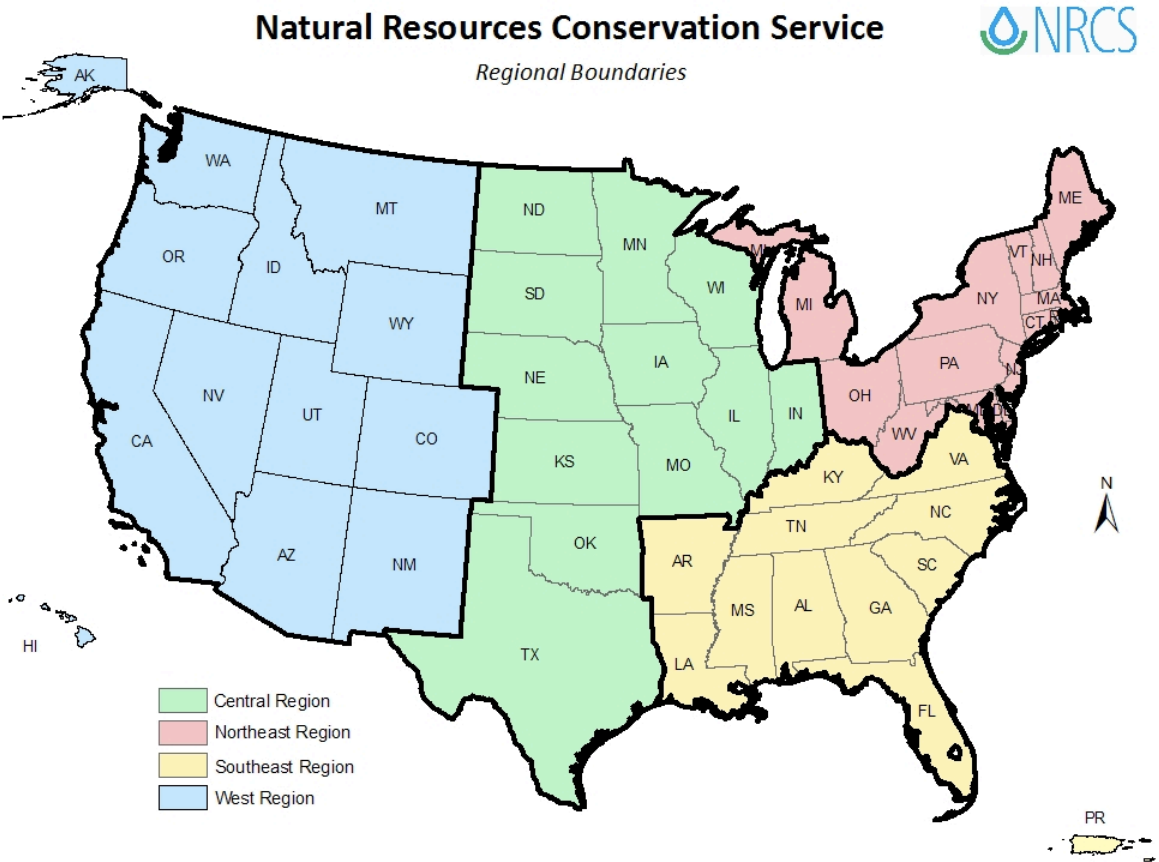 Natural Resources Conservation Service
NRCS
Regional Boundaries
AK
WA
MT
ND
MN
ME
OR
ID
SD
WI
MI
MI
VT
NH
NY
MA
WY
CT
NV
UT
CO
NE
IA
IL
IN
OH
PA
WV
CA
KS
MO
KY
VA
AZ
NM
OK
AR
TN
NC
SC
MS
AL
GA
N
HI
TX
LA
FL
Central Region
Northeast Region
Southeast Region
West Region
PR